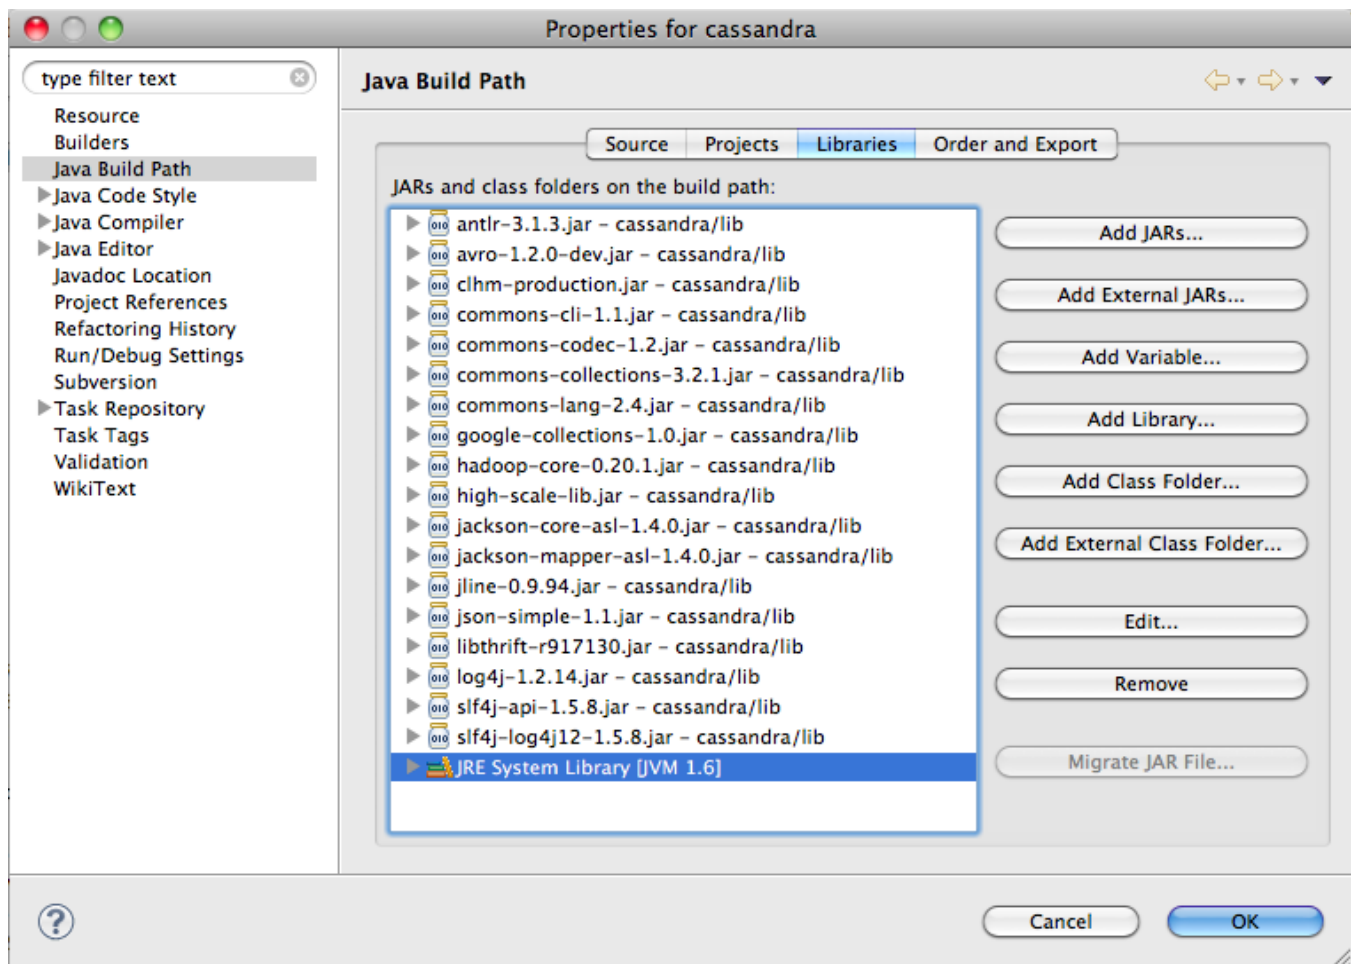 Properties for cassandra
type filter text
Resource
Builders
Java Build Path
Java Code Style
Java Compiler
Java Editor
Javadoc Location
Project References
Refactoring History
Run/Debug Settings
Subversion
Task Repository
Task Tags
Validation
WikiText
Java Build Path
Source Projects Libraries Order and Export
JARs and class folders on the build path:
antlr-3.1.3.jar - cassandra/lib
avro-1.2.0-dev.jar - cassandra/lib
clhm-production.jar - cassandra/lib
commons-cli-1.1.jar - cassandra/lib
commons-codec-1.2.jar - cassandra/lib
commons-collections-3.2.1.jar - cassandra/lib
commons-lang-2.4.jar - cassandra/lib
google-collections-1.0.jar - cassandra/lib
hadoop-core-0.20.1.jar - cassandra/lib
high-scale-lib.jar - cassandra/lib
jackson-core-asl-1.4.0.jar - cassandra/lib
jackson-mapper-asl-1.4.0.jar - cassandra/lib
jline-0.9.94.jar - cassandra/lib
json-simple-1.1.jar - cassandra/lib
libthrift-r917130.jar - cassandra/lib
log4j-1.2.14.jar - cassandra/lib
slf4j-api-1.5.8.jar - cassandra/lib
slf4j-log4j12-1.5.8.jar - cassandra/lib
JRE System Library [JVM 1.6]
Add JARs...
Add External JARs...
Add Variable...
Add Library...
Add Class Folder...
Add External Class Folder...
Edit...
Remove
Migrate JAR File...
?
Cancel
OK